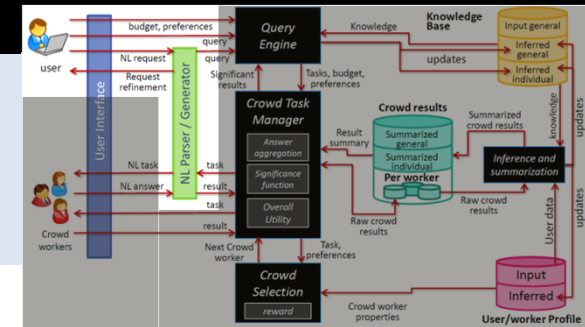 budget, preferences
query
NL request
query
Request
refinement
user
User Interface
NL Parser / Generator
Query
Engine
Knowledge
updates
Knowledge
Base
Input general
Inferred
general
Inferred
individual
Significant
results
Tasks, budget,
preferences
Crowd Task
Manager
Answer
aggregation
Significance
function
Overall
Utility
Result
summary
Crowd results
Summarized
general
Summarized
individual
Per worker
Summarized
crowd results
knowledge
updates
Inference and
summarization
Raw crowd
results
Raw crowd
results
User data
updates
NL task
NL answer
task
result
task
result
Crowd
workers
Next Crowd
worker
Task,
preferences
Crowd
Selection
reward
Crowd worker
properties
Input
Inferred
User/worker Profile